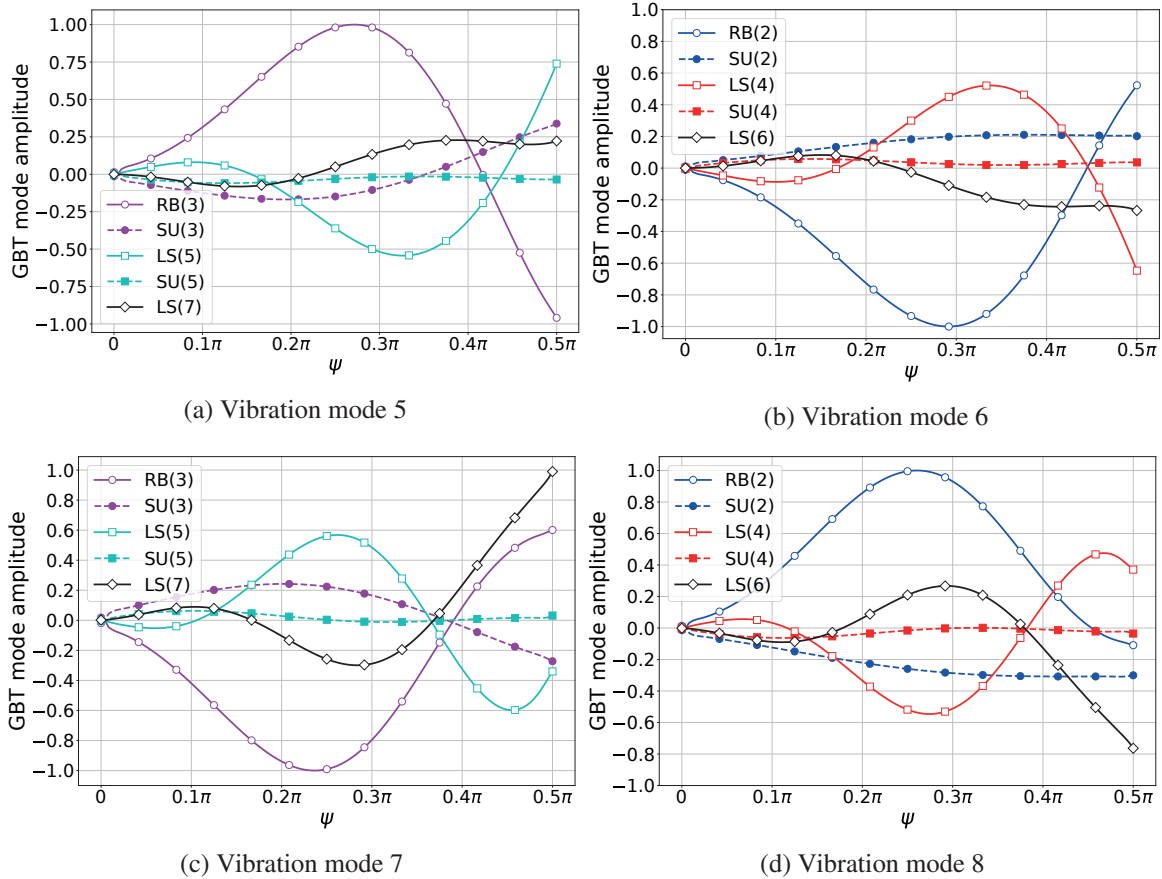 1.00
0.75
0.50
0.25
0.00
−0.25
−0.50
−0.75
−1.00
GBT mode amplitude
RB(3)
SU(3)
LS(5)
SU(5)
LS(7)
0 0.1π 0.2π 0.3π 0.4π 0.5π
ψ
(a) Vibration mode 5
0.8
0.6
0.4
0.2
0.0
−0.2
−0.4
−0.6
−0.8
−1.0
GBT mode amplitude
RB(2)
SU(2)
LS(4)
SU(4)
LS(6)
0 0.1π 0.2π 0.3π 0.4π 0.5π
ψ
(b) Vibration mode 6
1.0
0.8
0.6
0.4
0.2
0.0
−0.2
−0.4
−0.6
−0.8
−1.0
GBT mode amplitude
RB(3)
SU(3)
LS(5)
SU(5)
LS(7)
0 0.1π 0.2π 0.3π 0.4π 0.5π
ψ
(c) Vibration mode 7
1.0
0.8
0.6
0.4
0.2
0.0
−0.2
−0.4
−0.6
−0.8
−1.0
GBT mode amplitude
RB(2)
SU(2)
LS(4)
SU(4)
LS(6)
0 0.1π 0.2π 0.3π 0.4π 0.5π
ψ
(d) Vibration mode 8